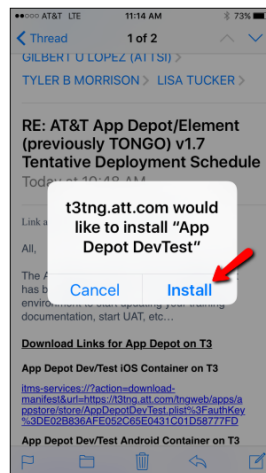 AT&T LTE 11:14 AM 73%
Thread 1 of 2
GILBERT U LOPEZ (ATTSI) >
TYLER B MORRISON > LISA TUCKER >
RE: AT&T App Depot/Element
(previously TONGO) v1.7
Tentative Deployment Schedule
Today at 10:48 AM
t3tng.att.com would
like to install “App
Depot DevTest”
Link a
All,
The A
has b
Cancel Install
environment to start updating your training
documentation, start UAT, etc…
Download Links for App Depot on T3
App Depot DevTest iOS Container on T3
itms-services://?action=download-
manifest&url=https://t3tng.att.com/tngweb/apps/a
ppstore/store/AppDepotDevTest.plist%3FauthKey
%3DE02B836AFE052C65E0431C01D58777FD
App Depot DevTest Android Container on T3